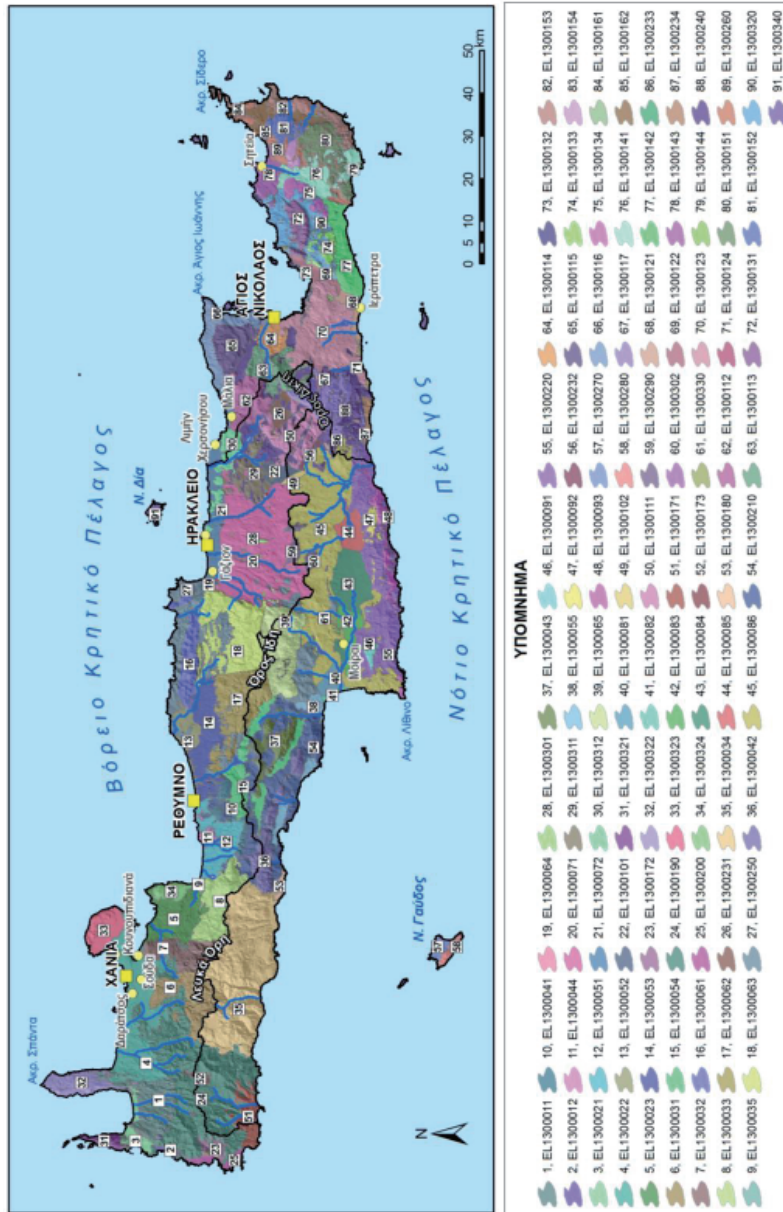 Βόρειο Κρητικό Πέλαγος
Ακρ. Σπάντα
Ν. Δία
Ακρ. Άγιος Ιωάννης
Ακρ. Σίδερο
ΧΑΝΙΑ
Δαράτσος
Σούδα
Κουνουπιδιανά
ΡΕΘΥΜΝΟ
ΗΡΑΚΛΕΙΟ
Γάζιον
Λιμήν
Χερσονήσου
Μάλια
ΑΓΙΟΣ
ΝΙΚΟΛΑΟΣ
Σητεία
Λευκά Όρη
Όρος Ίδη
Όρος Δίκτη
Μοίραι
Ιεράπετρα
Ακρ. Λίθινο
Ν. Γαύδος
Νότιο Κρητικό Πέλαγος
N
0 5 10 20 30 40 50
km
ΥΠΟΜΝΗΜΑ
1, EL1300011
2, EL1300012
3, EL1300021
4, EL1300022
5, EL1300023
6, EL1300031
7, EL1300032
8, EL1300033
9, EL1300035
10, EL1300041
11, EL1300044
12, EL1300051
13, EL1300052
14, EL1300053
15, EL1300054
16, EL1300061
17, EL1300062
18, EL1300063
19, EL1300064
20, EL1300071
21, EL1300072
22, EL1300101
23, EL1300172
24, EL1300190
25, EL1300200
26, EL1300231
27, EL1300250
28, EL1300301
29, EL1300311
30, EL1300312
31, EL1300321
32, EL1300322
33, EL1300323
34, EL1300324
35, EL1300034
36, EL1300042
37, EL1300043
38, EL1300055
39, EL1300065
40, EL1300081
41, EL1300082
42, EL1300083
43, EL1300084
44, EL1300085
45, EL1300086
46, EL1300091
47, EL1300092
48, EL1300093
49, EL1300102
50, EL1300111
51, EL1300171
52, EL1300173
53, EL1300180
54, EL1300210
55, EL1300220
56, EL1300232
57, EL1300270
58, EL1300280
59, EL1300290
60, EL1300302
61, EL1300330
62, EL1300112
63, EL1300113
64, EL1300114
65, EL1300115
66, EL1300116
67, EL1300117
68, EL1300121
69, EL1300122
70, EL1300123
71, EL1300124
72, EL1300131
73, EL1300132
74, EL1300133
75, EL1300134
76, EL1300141
77, EL1300142
78, EL1300143
79, EL1300144
80, EL1300151
81, EL1300152
82, EL1300153
83, EL1300154
84, EL1300161
85, EL1300162
86, EL1300233
87, EL1300234
88, EL1300240
89, EL1300260
90, EL1300320
91, EL1300340